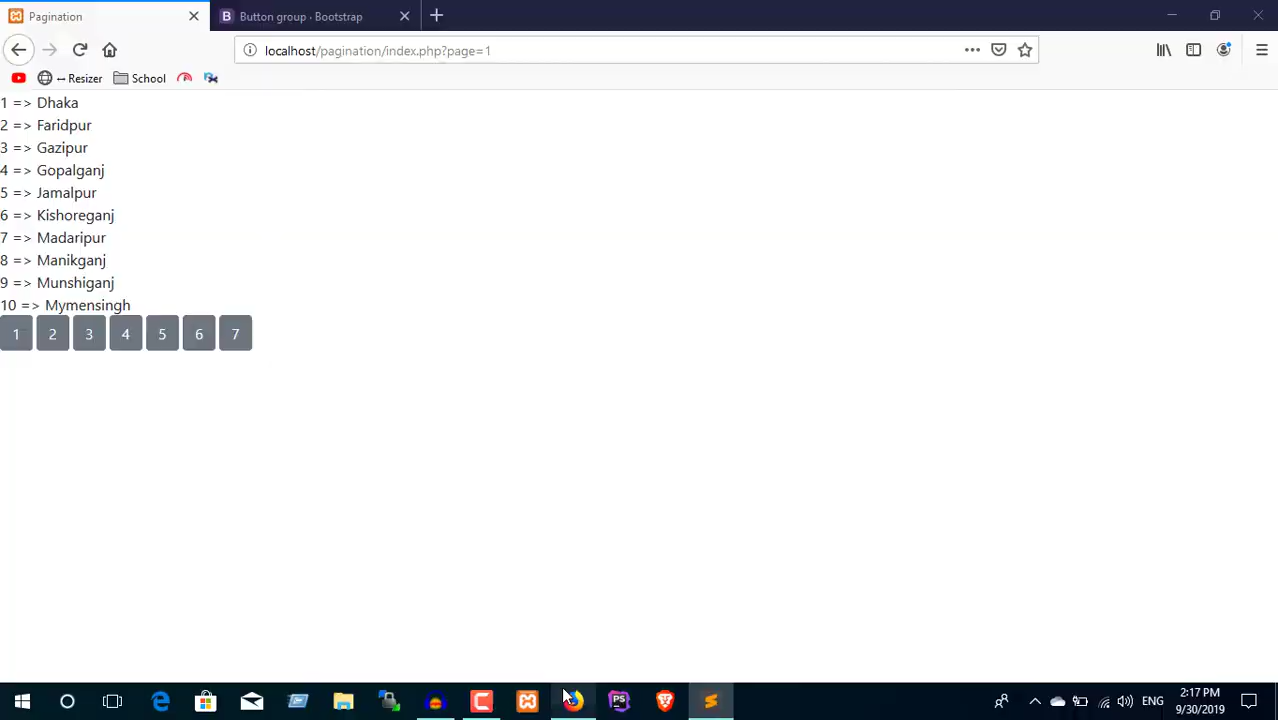 Pagination
Button group · Bootstrap
localhost/pagination/index.php?page=1
↔ Resizer
School
1 => Dhaka
2 => Faridpur
3 => Gazipur
4 => Gopalganj
5 => Jamalpur
6 => Kishoreganj
7 => Madaripur
8 => Manikganj
9 => Munshiganj
10 => Mymensingh
1 2 3 4 5 6 7
ENG
2:17 PM
9/30/2019